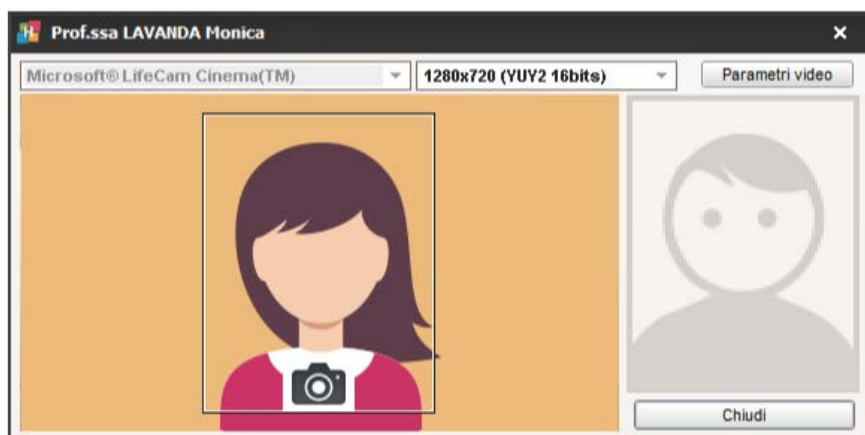 Prof.ssa LAVANDA Monica
Microsoft® LifeCam Cinema(TM)
1280x720 (YUY2 16bits)
Parametri video
Chiudi